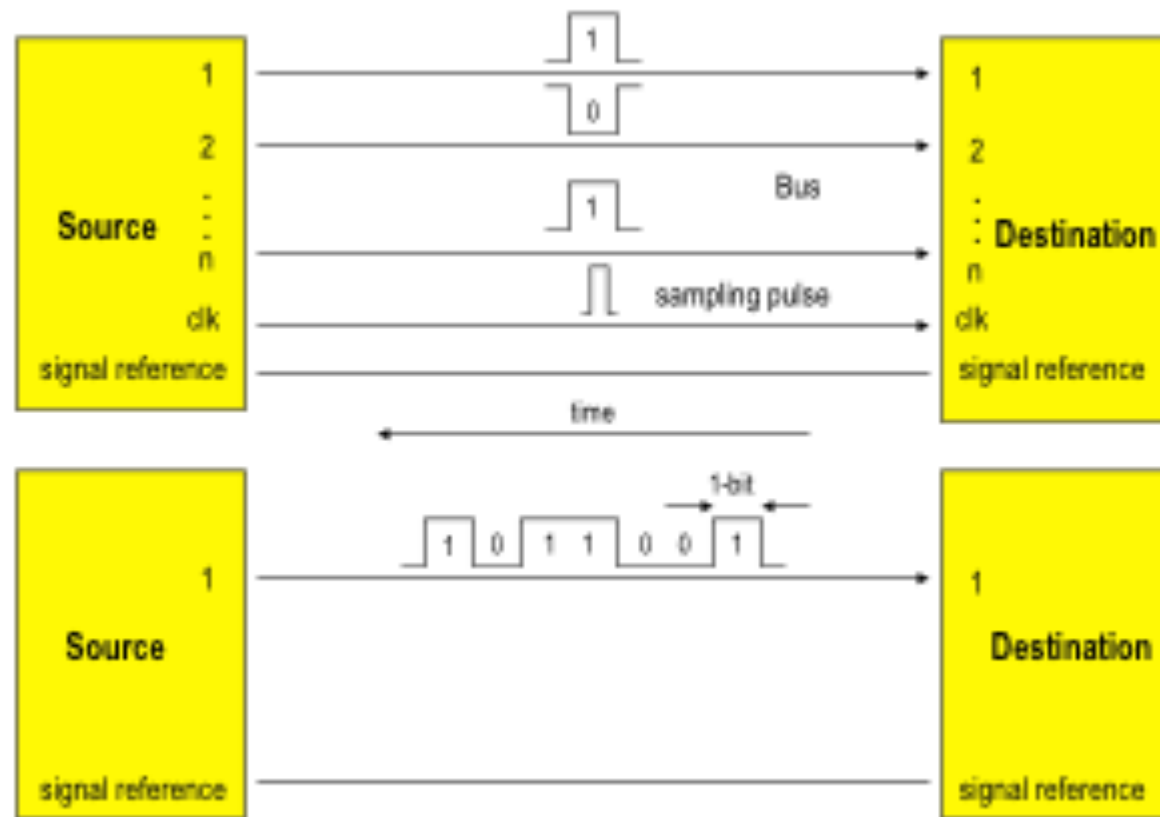 1
1
1
0
2
2
Bus
1
Source
Destination
n
n
sampling pulse
clk
clk
signal reference
signal reference
time
1-bit
1 0 1 1 0 0 1
1
1
Source
Destination
signal reference
signal reference